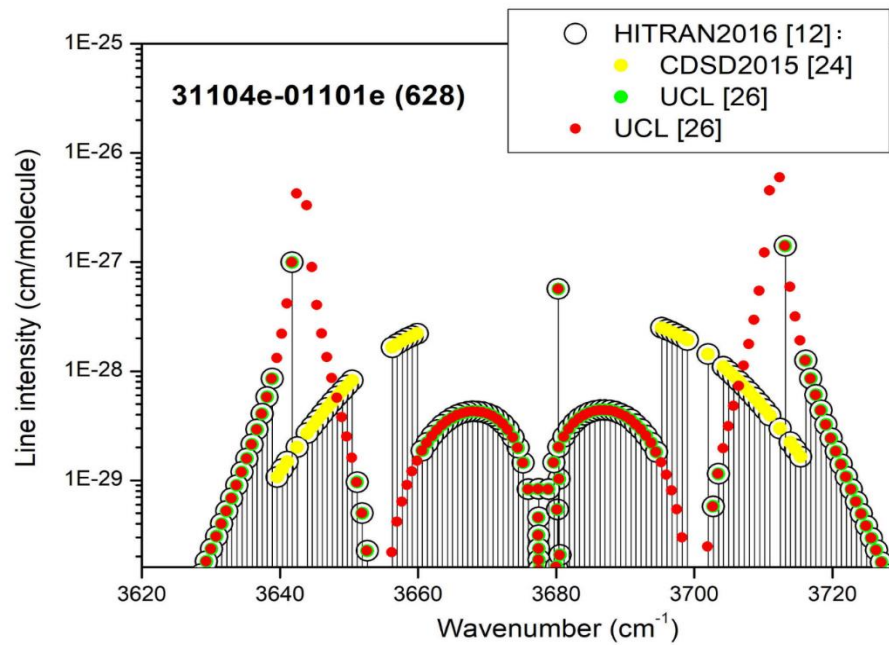 HITRAN2016 [12]:
CDSD2015 [24]
UCL [26]
UCL [26]
31104e-01101e (628)
1E-25
1E-26
1E-27
1E-28
1E-29
Line intensity (cm/molecule)
3620 3640 3660 3680 3700 3720
Wavenumber (cm⁻¹)